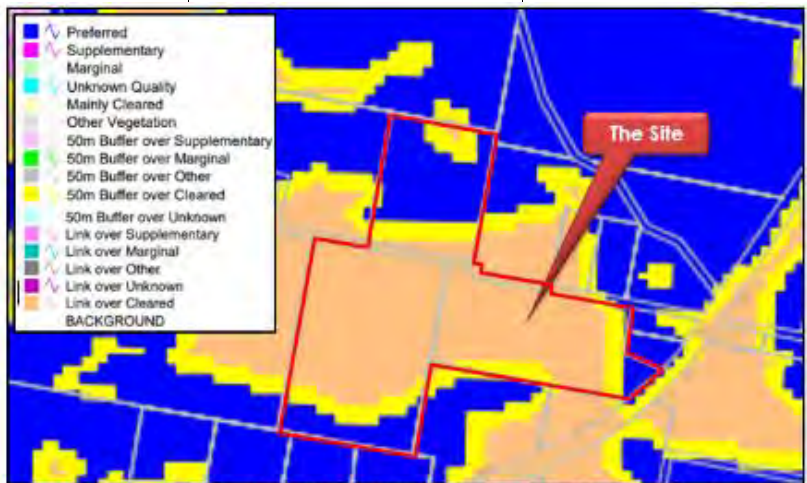 Preferred
Supplementary
Marginal
Unknown Quality
Mainly Cleared
Other Vegetation
50m Buffer over Supplementary
50m Buffer over Marginal
50m Buffer over Other
50m Buffer over Cleared
50m Buffer over Unknown
Link over Supplementary
Link over Marginal
Link over Other
Link over Unknown
Link over Cleared
BACKGROUND
The Site